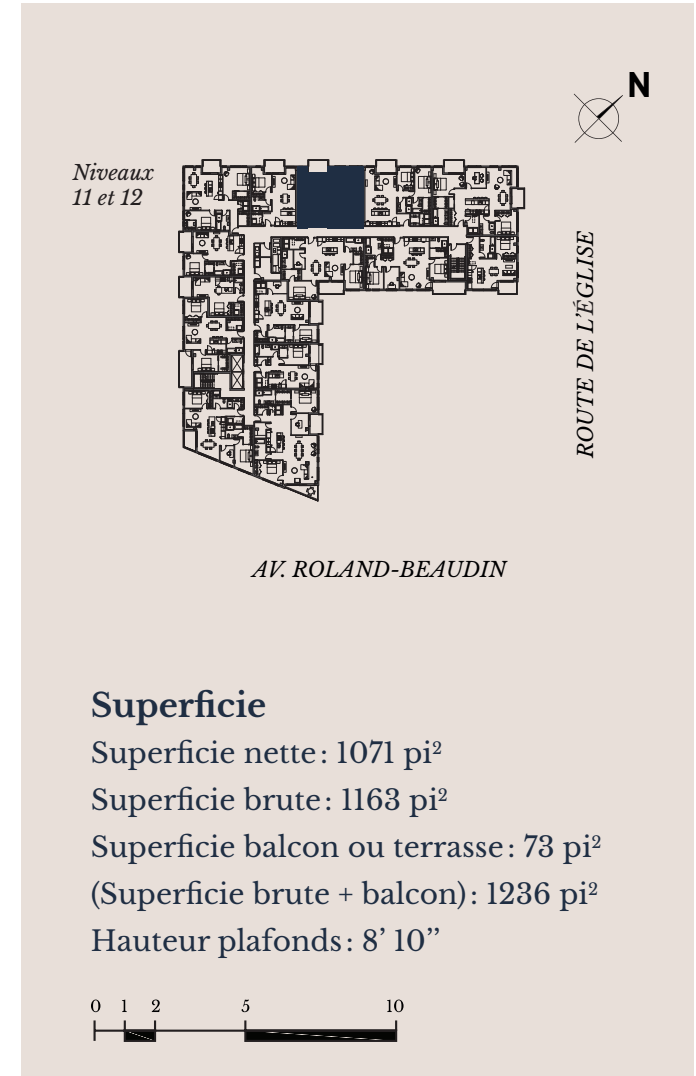 N
Niveaux
11 et 12
ROUTE DE L'ÉGLISE
AV. ROLAND-BEAUDIN
Superficie
Superficie nette : 1071 pi²
Superficie brute : 1163 pi²
Superficie balcon ou terrasse : 73 pi²
(Superficie brute + balcon) : 1236 pi²
Hauteur plafonds : 8’ 10’’
0 1 2 5 10